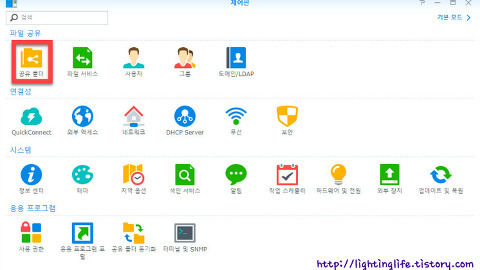 제어판
검색
기본 모드 >
파일 공유
공유 폴더
파일 서비스
사용자
그룹
도메인/LDAP
연결성
QuickConnect
외부 액세스
네트워크
DHCP Server
무선
보안
시스템
정보 센터
테마
지역 옵션
색인 서비스
알림
작업 스케줄러
하드웨어 및 전원
외부 장치
업데이트 및 복원
응용 프로그램
사용 권한
응용 프로그램 포털
공유 폴더 동기화
터미널 및 SNMP
http://lightinglife.tistory.com